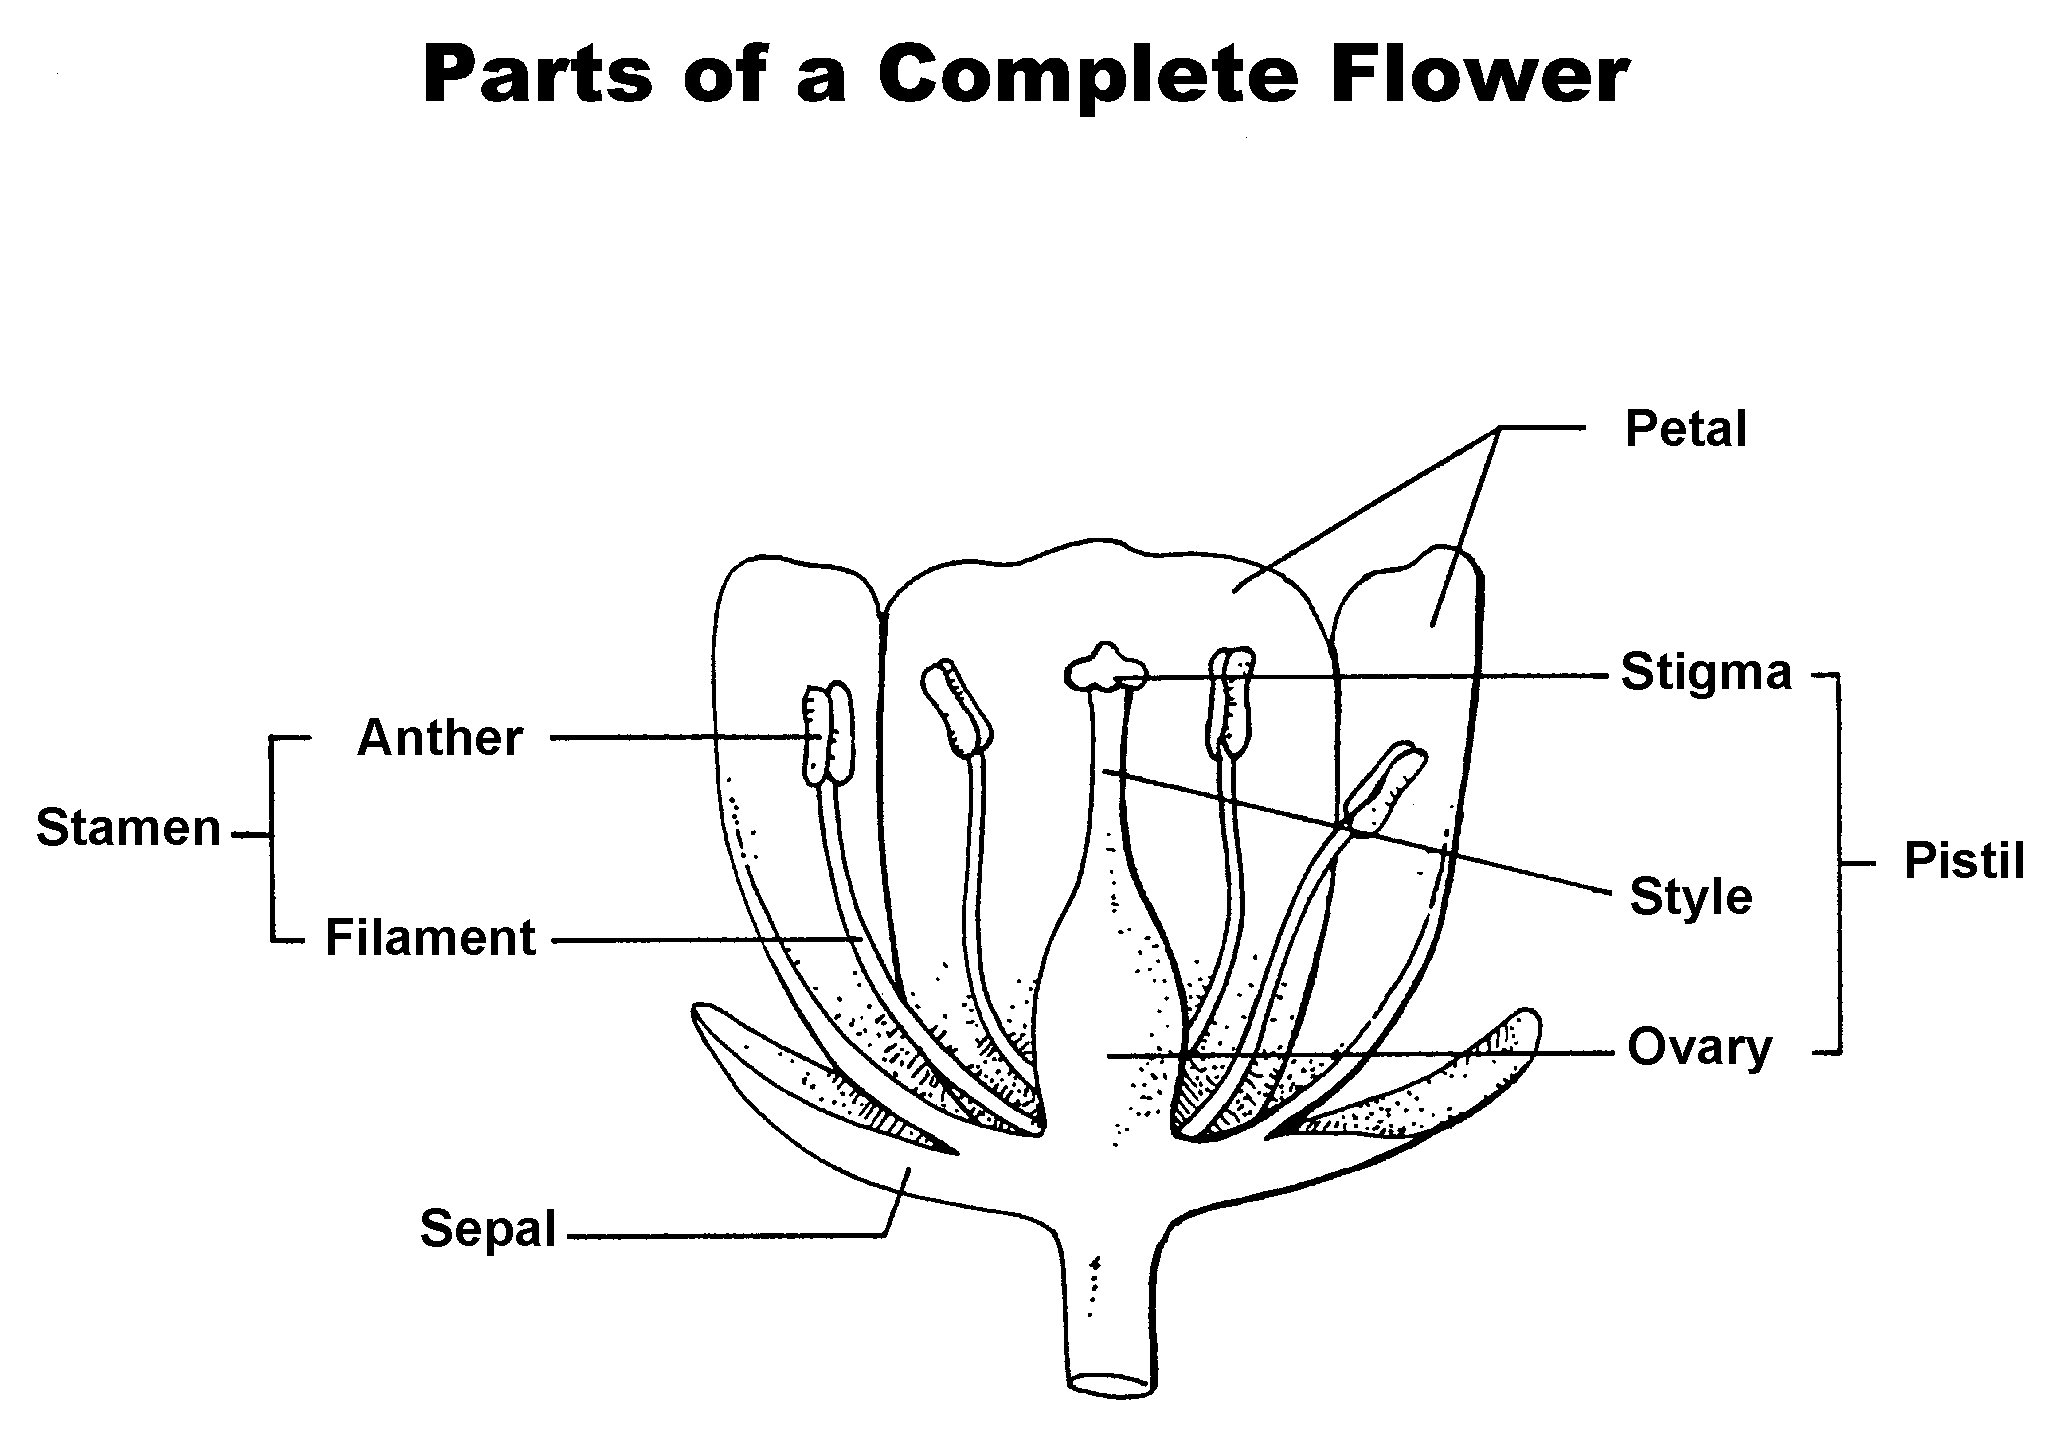 Parts of a Complete Flower
Petal
Stigma
Anther
Stamen
Pistil
Style
Filament
Ovary
Sepal